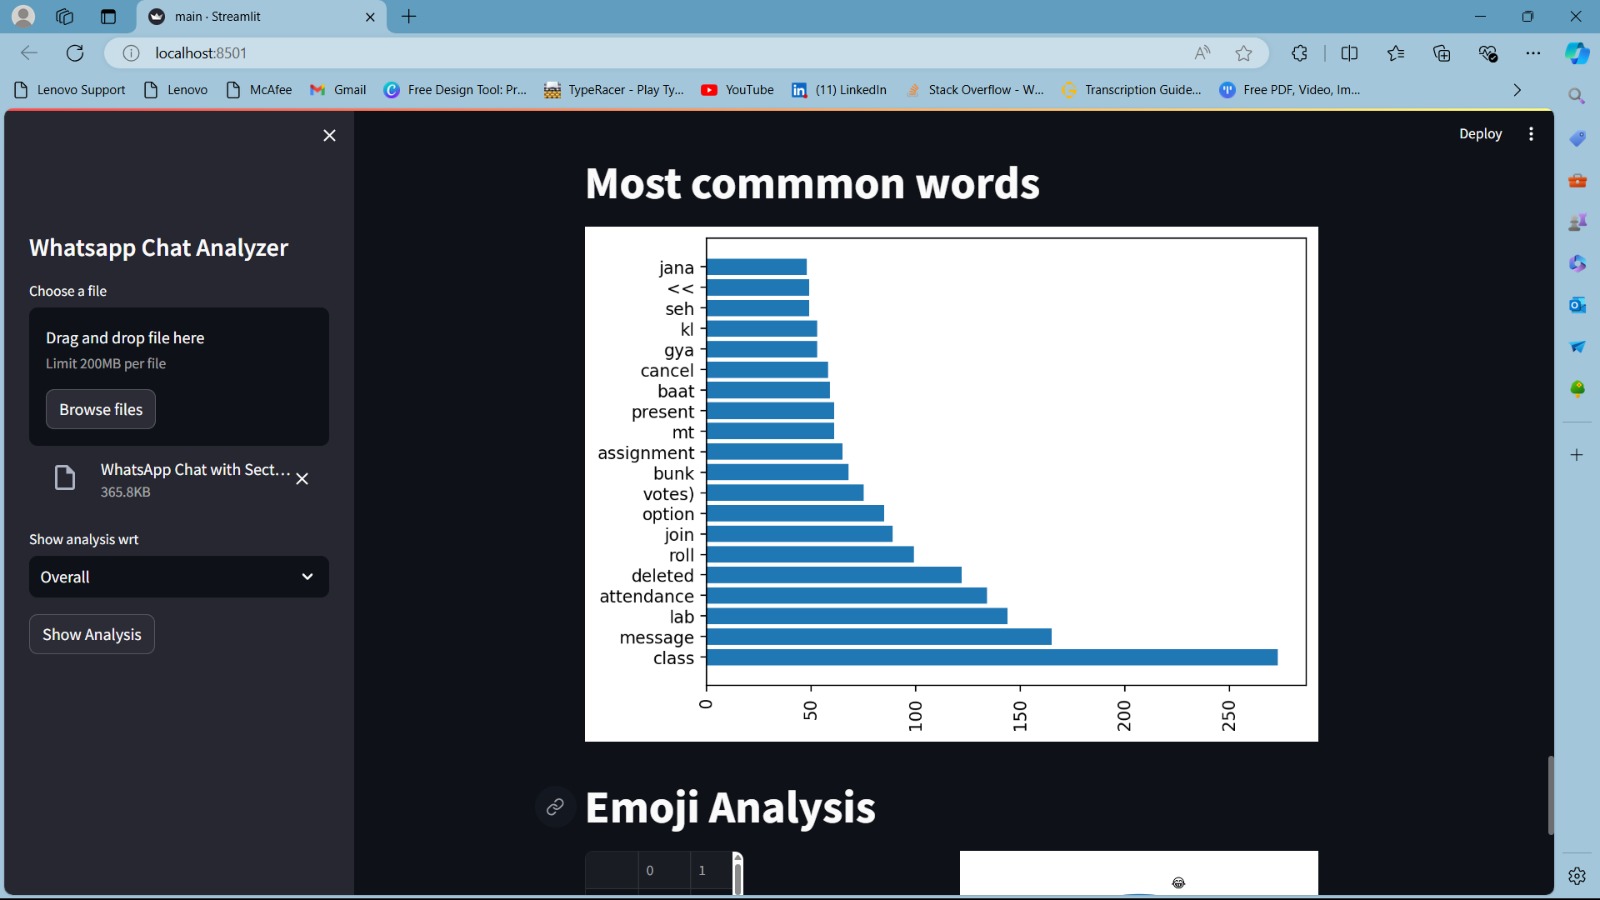 main · Streamlit
localhost:8501
Lenovo Support
Lenovo
McAfee
Gmail
Free Design Tool: Pr...
TypeRacer - Play Ty...
YouTube
(11) LinkedIn
Stack Overflow - W...
Transcription Guide...
Free PDF, Video, Im...
Deploy
Whatsapp Chat Analyzer
Choose a file
Drag and drop file here
Limit 200MB per file
Browse files
WhatsApp Chat with Sect...
365.8KB
Show analysis wrt
Overall
Show Analysis
Most commmon words
jana
<<
seh
kl
gya
cancel
baat
present
mt
assignment
bunk
votes)
option
join
roll
deleted
attendance
lab
message
class
0
50
100
150
200
250
Emoji Analysis
0 1